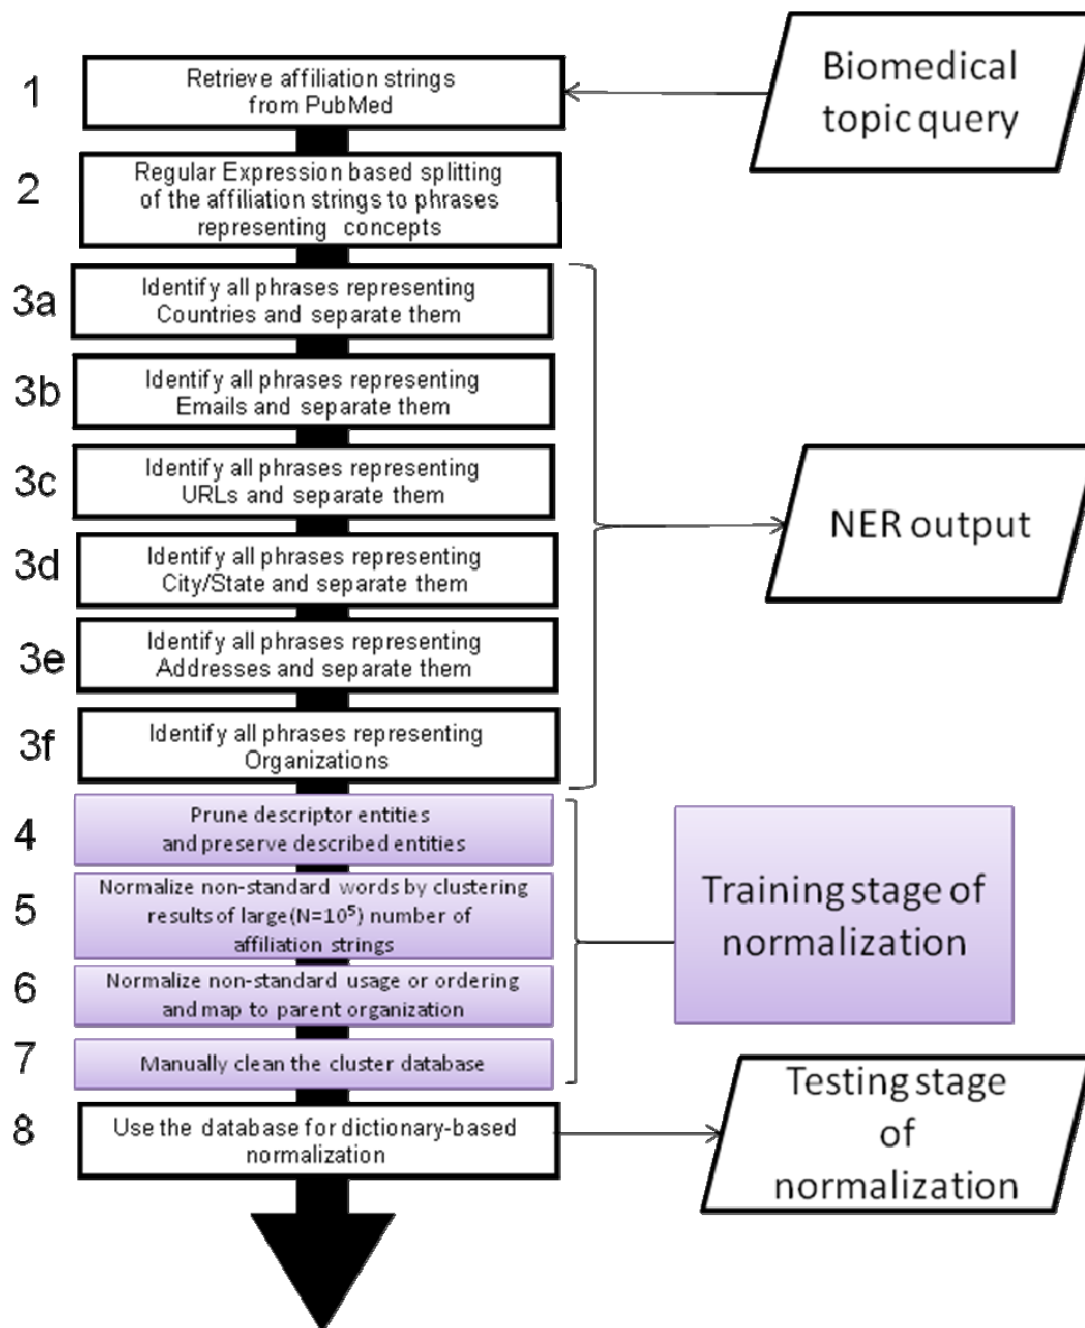 1
Retrieve affiliation strings
from PubMed
Biomedical
topic query
2
Regular Expression based splitting
of the affiliation strings to phrases
representing concepts
3a
Identify all phrases representing
Countries and separate them
3b
Identify all phrases representing
Emails and separate them
3c
Identify all phrases representing
URLs and separate them
3d
Identify all phrases representing
City/State and separate them
3e
Identify all phrases representing
Addresses and separate them
3f
Identify all phrases representing
Organizations
NER output
4
Prune descriptor entities
and preserve described entities
5
Normalize non-standard words by clustering
results of large(N=10⁵) number of
affiliation strings
6
Normalize non-standard usage or ordering
and map to parent organization
7
Manually clean the cluster database
Training stage of
normalization
8
Use the database for dictionary-based
normalization
Testing stage
of
normalization